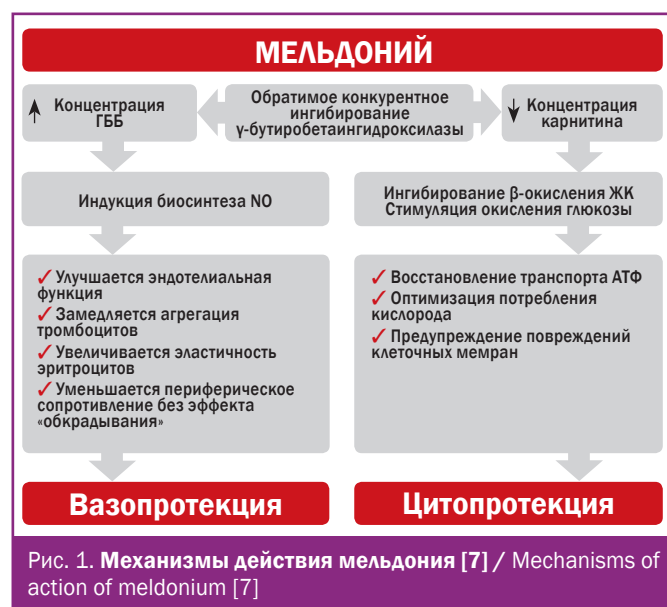 МЕЛЬДОНИЙ
Концентрация
ГББ
Обратимое конкурентное
ингибирование
γ-бутиробетаингидроксилазы
Концентрация
карнитина
Индукция биосинтеза NO
Ингибирование β-окисления ЖК
Стимуляция окисления глюкозы
✓ Улучшается эндотелиальная
функция
✓ Замедляется агрегация
тромбоцитов
✓ Увеличивается эластичность
эритроцитов
✓ Уменьшается периферическое
сопротивление без эффекта
«обкрадывания»
✓ Восстановление транспорта АТФ
✓ Оптимизация потребления
кислорода
✓ Предупреждение повреждений
клеточных мемран
Вазопротекция
Цитопротекция
Рис. 1. Механизмы действия мельдония [7] / Mechanisms of
action of meldonium [7]